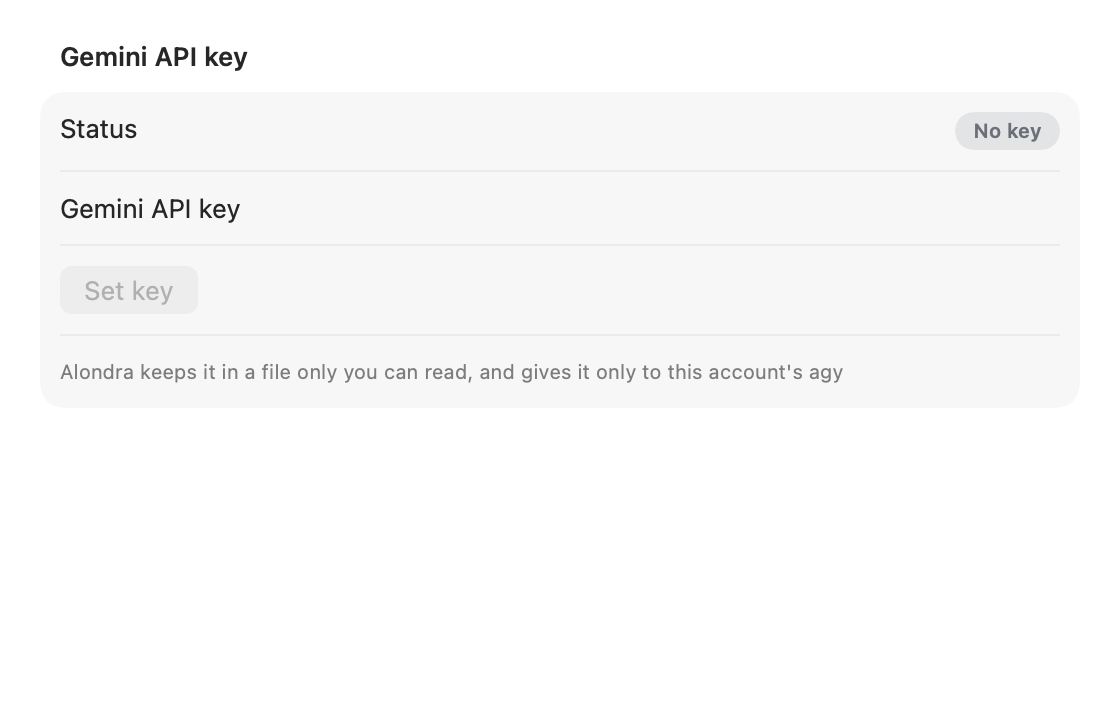 Gemini API key
Status
No key
Gemini API key
Set key
Alondra keeps it in a file only you can read, and gives it only to this account's agy